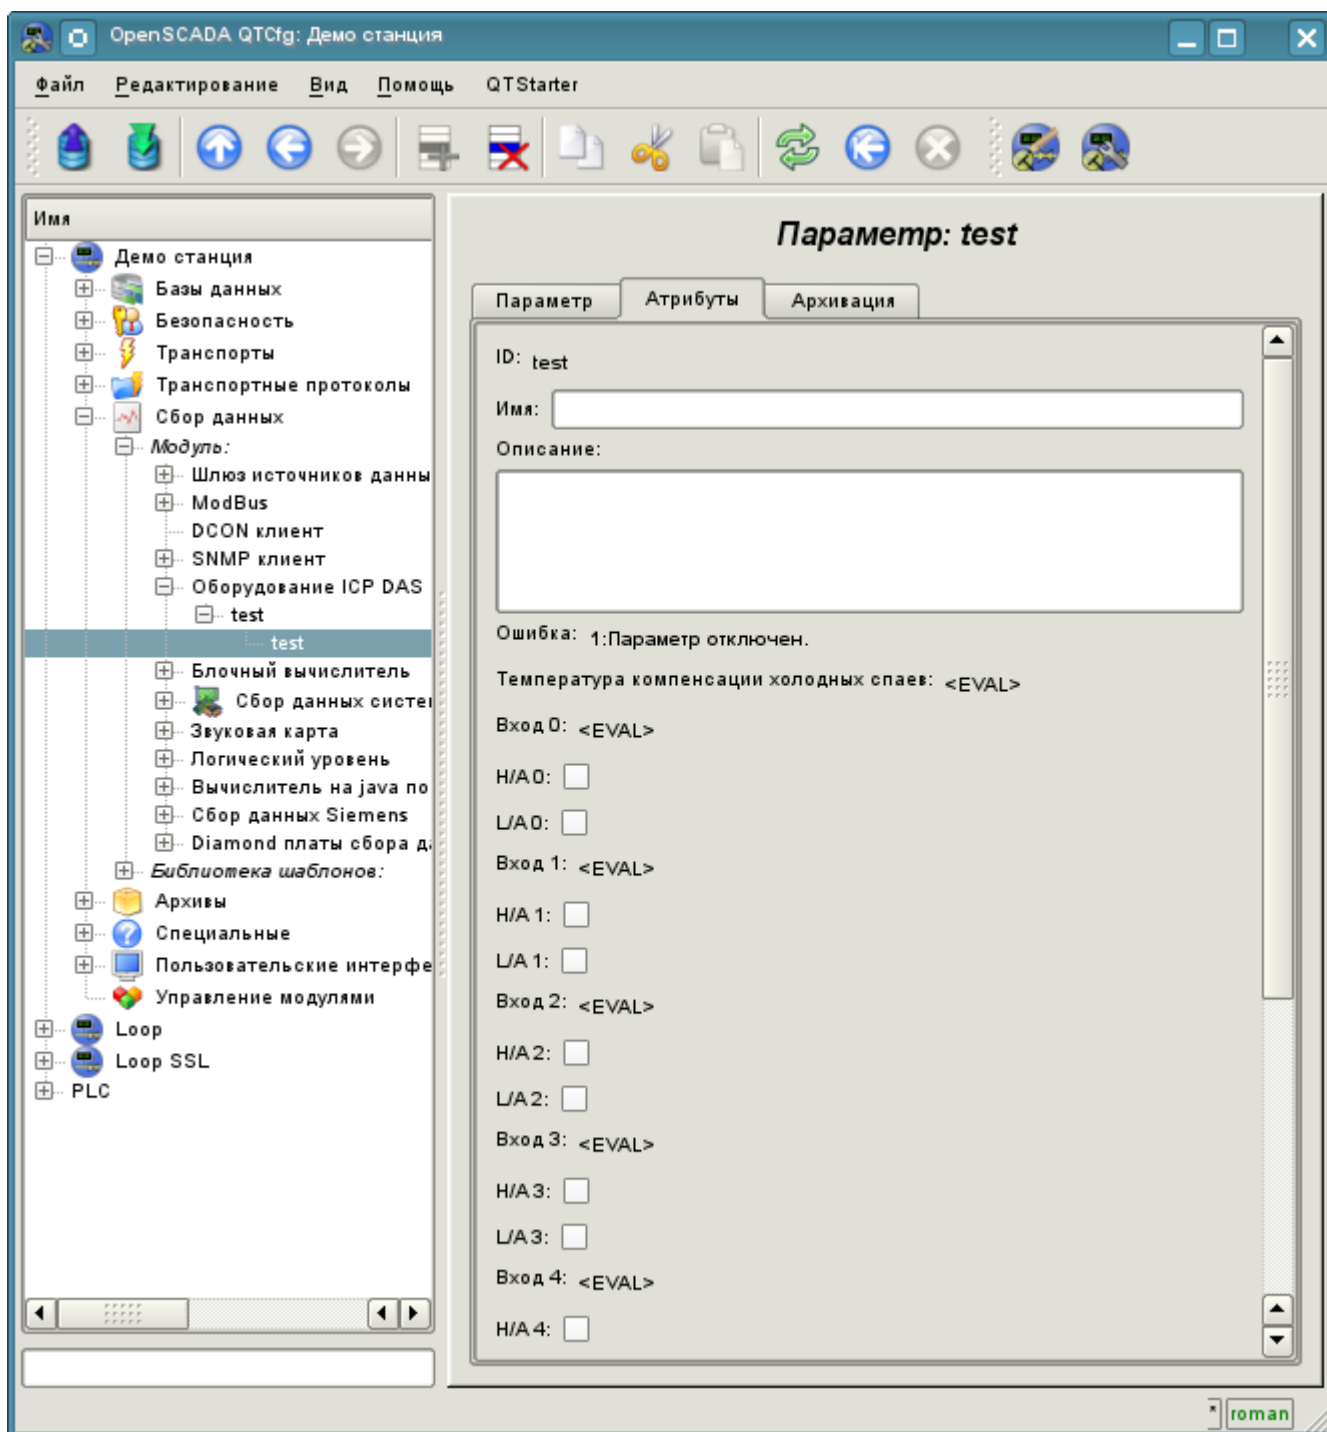 OpenSCADA QTCfg: Демо станция
Файл Редактирование Вид Помощь QTStarter
Имя
Демо станция
Базы данных
Безопасность
Транспорты
Транспортные протоколы
Сбор данных
Модуль:
Шлюз источников данны
ModBus
DCON клиент
SNMP клиент
Оборудование ICP DAS
test
test
Блочный вычислитель
Сбор данных систе
Звуковая карта
Логический уровень
Вычислитель на java по
Сбор данных Siemens
Diamond платы сбора д
Библиотека шаблонов:
Архивы
Специальные
Пользовательские интерфе
Управление модулями
Loop
Loop SSL
PLC
Параметр: test
Параметр Атрибуты Архивация
ID: test
Имя:
Описание:
Ошибка: 1:Параметр отключен.
Температура компенсации холодных спаев: <EVAL>
Вход 0: <EVAL>
H/A 0:
L/A 0:
Вход 1: <EVAL>
H/A 1:
L/A 1:
Вход 2: <EVAL>
H/A 2:
L/A 2:
Вход 3: <EVAL>
H/A 3:
L/A 3:
Вход 4: <EVAL>
H/A 4:
* roman